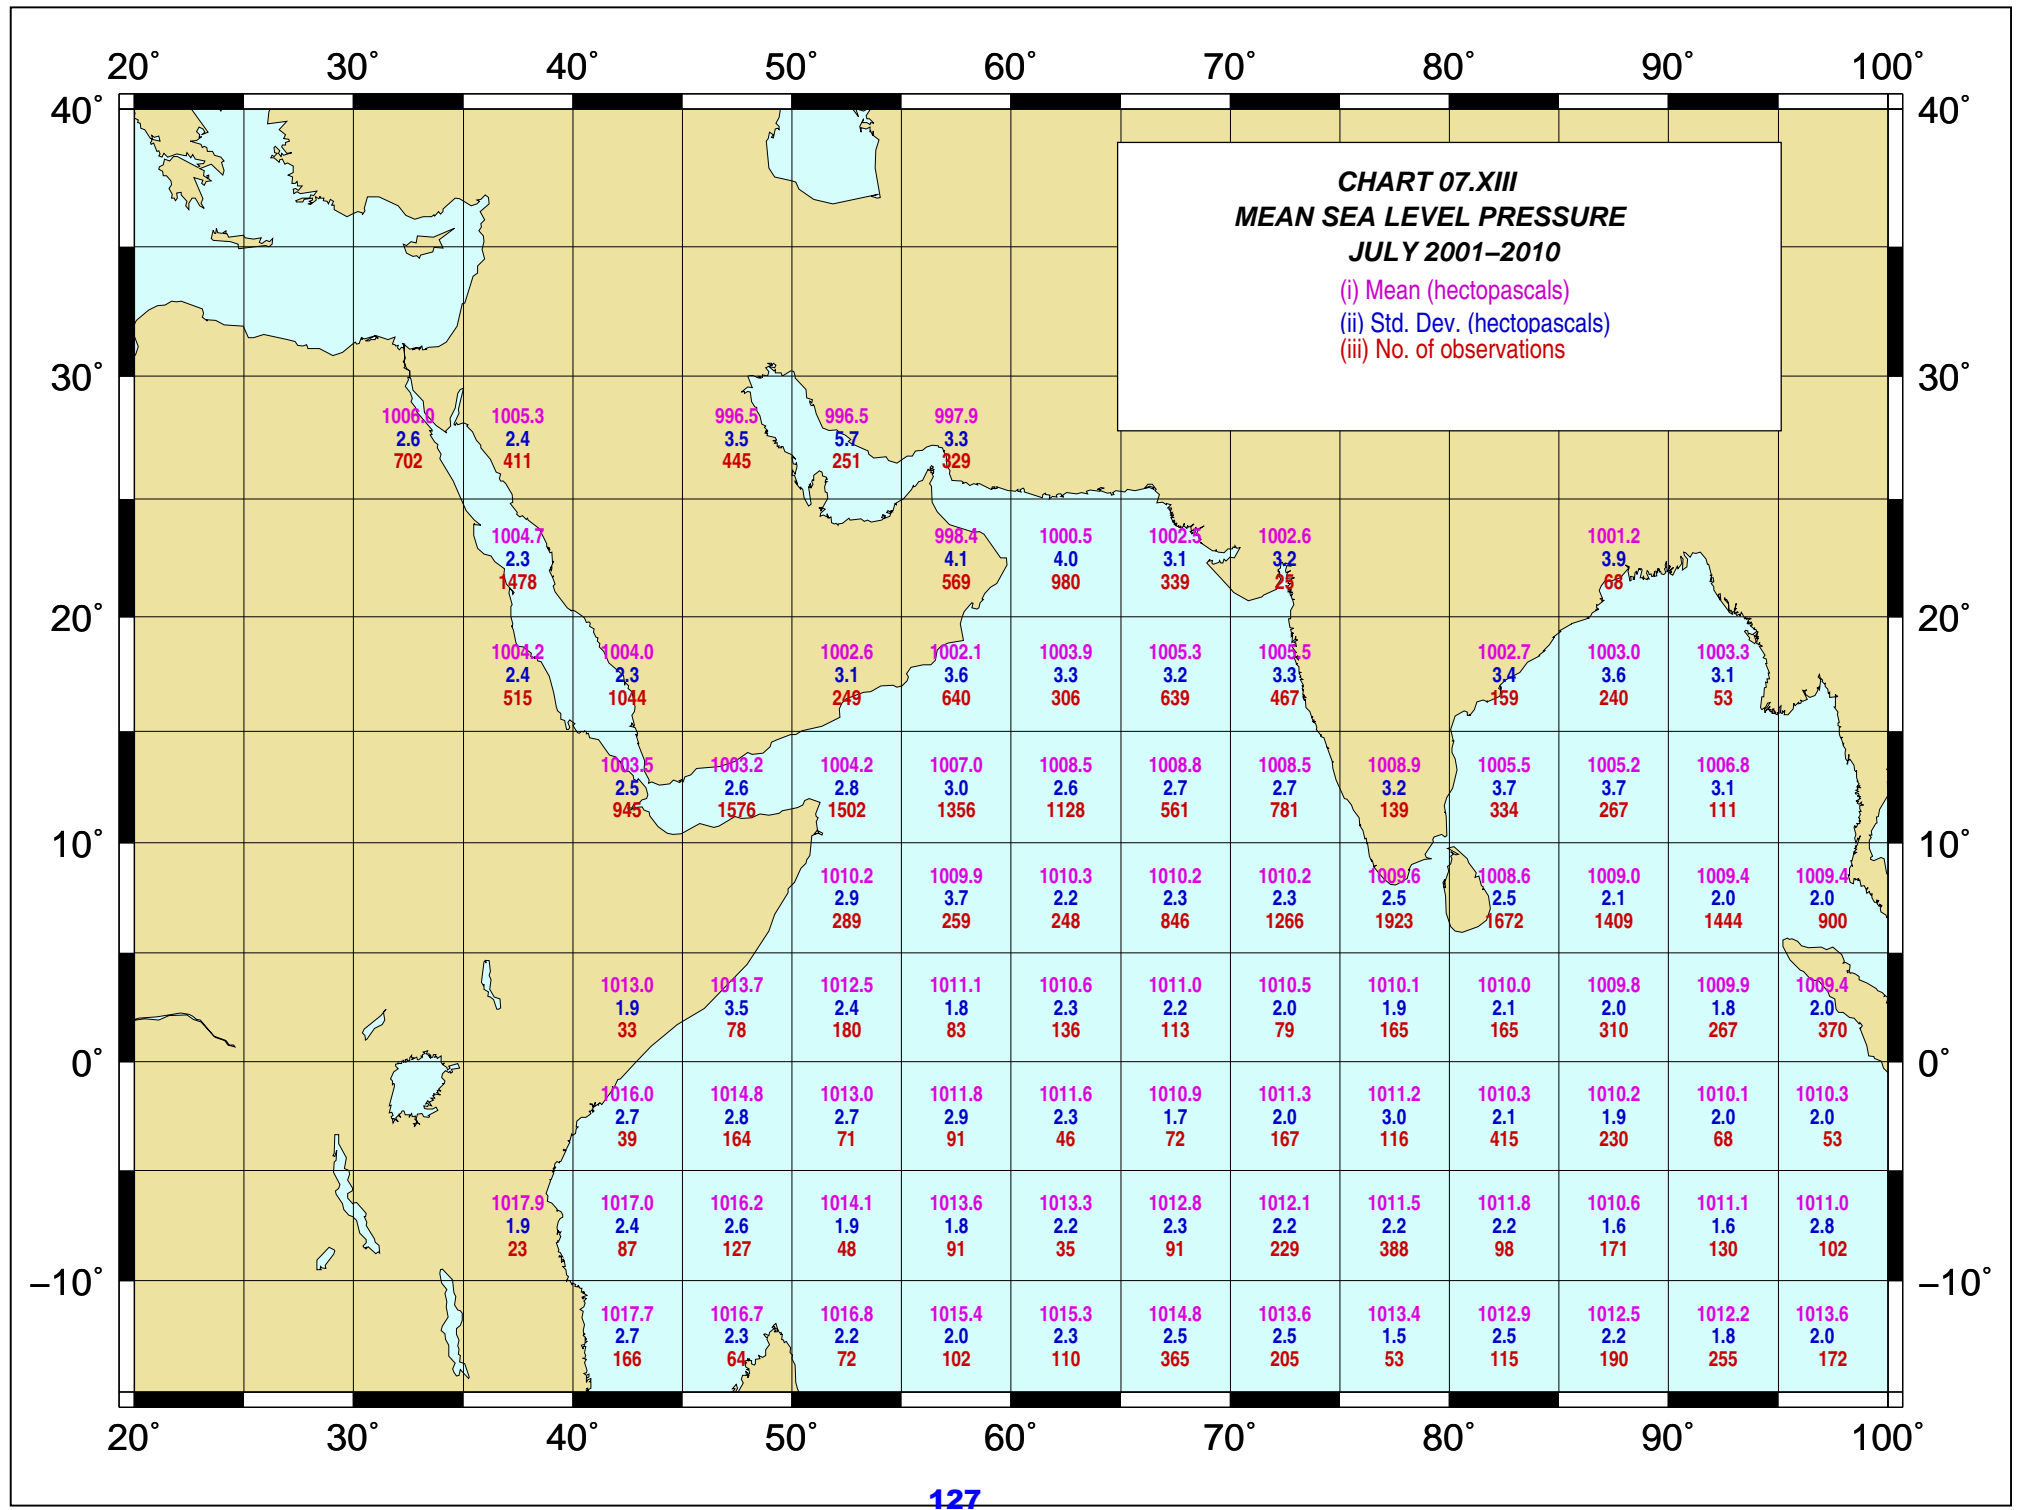 20° 30° 40° 50° 60° 70° 80° 90° 100°
40° 40°
CHART 07.XIII
MEAN SEA LEVEL PRESSURE
JULY 2001–2010
(i) Mean (hectopascals)
(ii) Std. Dev. (hectopascals)
(iii) No. of observations
30° 30°
1006.0 1005.3 996.5 996.5 997.9
2.6 2.4 3.5 5.7 3.3
702 411 445 251 329
1004.7 998.4 1000.5 1002.5 1002.6 1001.2
2.3 4.1 4.0 3.1 3.2 3.9
1478 569 980 339 25 68
20° 20°
1004.2 1004.0 1002.6 1002.1 1003.9 1005.3 1005.5 1002.7 1003.0 1003.3
2.4 2.3 3.1 3.6 3.3 3.2 3.3 3.4 3.6 3.1
515 1044 249 640 306 639 467 159 240 53
1003.5 1003.2 1004.2 1007.0 1008.5 1008.8 1008.5 1008.9 1005.5 1005.2 1006.8
2.5 2.6 2.8 3.0 2.6 2.7 2.7 3.2 3.7 3.7 3.1
945 1576 1502 1356 1128 561 781 139 334 267 111
10° 10°
1010.2 1009.9 1010.3 1010.2 1010.2 1009.6 1008.6 1009.0 1009.4 1009.4
2.9 3.7 2.2 2.3 2.3 2.5 2.5 2.1 2.0 2.0
289 259 248 846 1266 1923 1672 1409 1444 900
1013.0 1013.7 1012.5 1011.1 1010.6 1011.0 1010.5 1010.1 1010.0 1009.8 1009.9 1009.4
1.9 3.5 2.4 1.8 2.3 2.2 2.0 1.9 2.1 2.0 1.8 2.0
33 78 180 83 136 113 79 165 165 310 267 370
0° 0°
1016.0 1014.8 1013.0 1011.8 1011.6 1010.9 1011.3 1011.2 1010.3 1010.2 1010.1 1010.3
2.7 2.8 2.7 2.9 2.3 1.7 2.0 3.0 2.1 1.9 2.0 2.0
39 164 71 91 46 72 167 116 415 230 68 53
1017.9 1017.0 1016.2 1014.1 1013.6 1013.3 1012.8 1012.1 1011.5 1011.8 1010.6 1011.1 1011.0
1.9 2.4 2.6 1.9 1.8 2.2 2.3 2.2 2.2 2.2 1.6 1.6 2.8
23 87 127 48 91 35 91 229 388 98 171 130 102
−10° −10°
1017.7 1016.7 1016.8 1015.4 1015.3 1014.8 1013.6 1013.4 1012.9 1012.5 1012.2 1013.6
2.7 2.3 2.2 2.0 2.3 2.5 2.5 1.5 2.5 2.2 1.8 2.0
166 64 72 102 110 365 205 53 115 190 255 172
20° 30° 40° 50° 60° 70° 80° 90° 100°
127